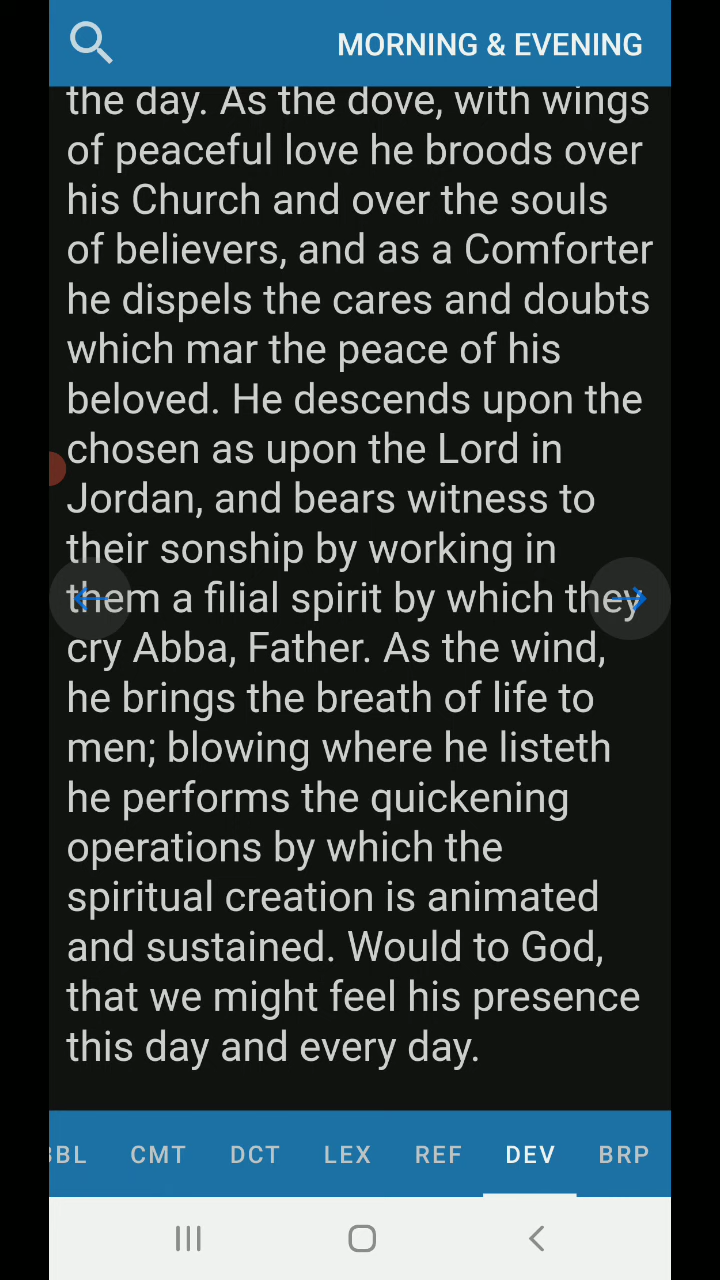 MORNING & EVENING
the day. As the dove, with wings
of peaceful love he broods over
his Church and over the souls
of believers, and as a Comforter
he dispels the cares and doubts
which mar the peace of his
beloved. He descends upon the
chosen as upon the Lord in
Jordan, and bears witness to
their sonship by working in
them a filial spirit by which they
cry Abba, Father. As the wind,
he brings the breath of life to
men; blowing where he listeth
he performs the quickening
operations by which the
spiritual creation is animated
and sustained. Would to God,
that we might feel his presence
this day and every day.
BBL CMT DCT LEX REF DEV BRP